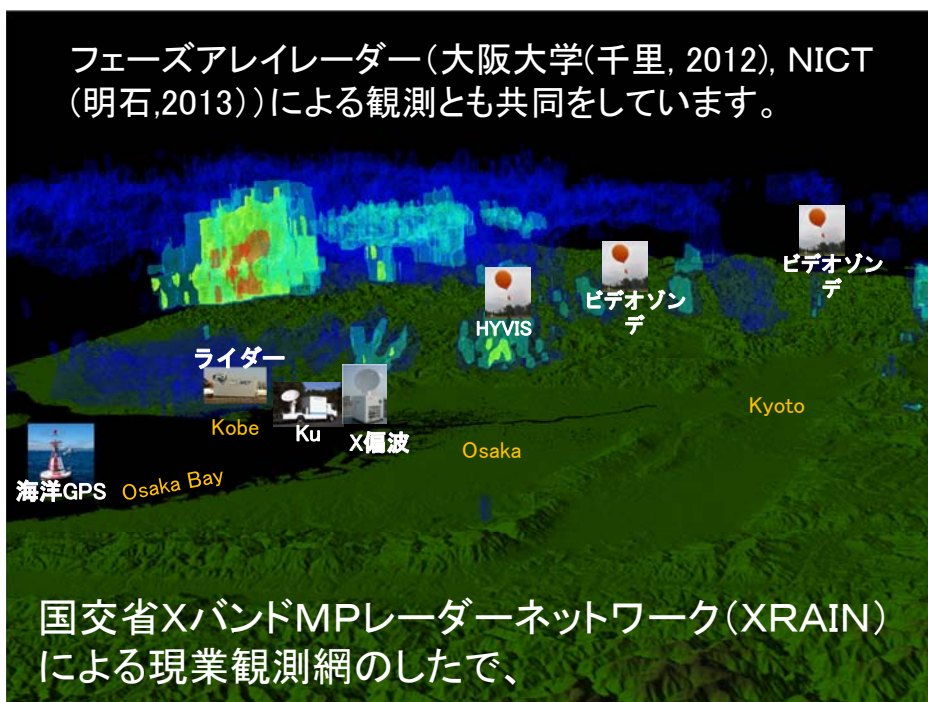 フェーズアレイレーダー（大阪大学(千里, 2012), NICT
(明石,2013)）による観測とも共同をしています。
ビデオゾン
デ
ビデオゾン
デ
HYVIS
ライダー
Kobe
Ku
X偏波
Osaka
Kyoto
海洋GPS
Osaka Bay
国交省XバンドMPレーダーネットワーク（XRAIN）
による現業観測網のしたで、